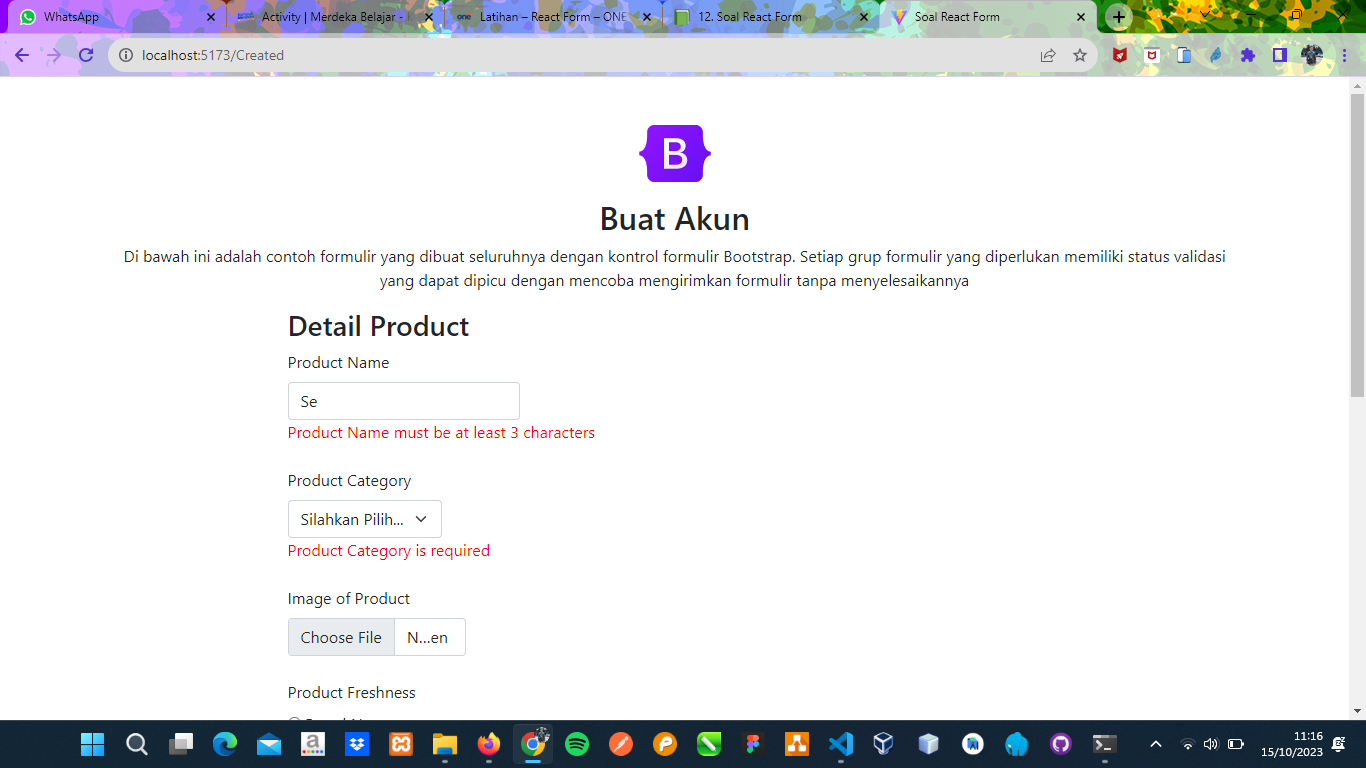 WhatsApp
Activity | Merdeka Belajar -
Latihan – React Form – ONE
12. Soal React Form
Soal React Form
localhost:5173/Created
B
Buat Akun
Di bawah ini adalah contoh formulir yang dibuat seluruhnya dengan kontrol formulir Bootstrap. Setiap grup formulir yang diperlukan memiliki status validasi
yang dapat dipicu dengan mencoba mengirimkan formulir tanpa menyelesaikannya
Detail Product
Product Name
Se
Product Name must be at least 3 characters
Product Category
Silahkan Pilih...
Product Category is required
Image of Product
Choose File N...en
Product Freshness
11:16
15/10/2023